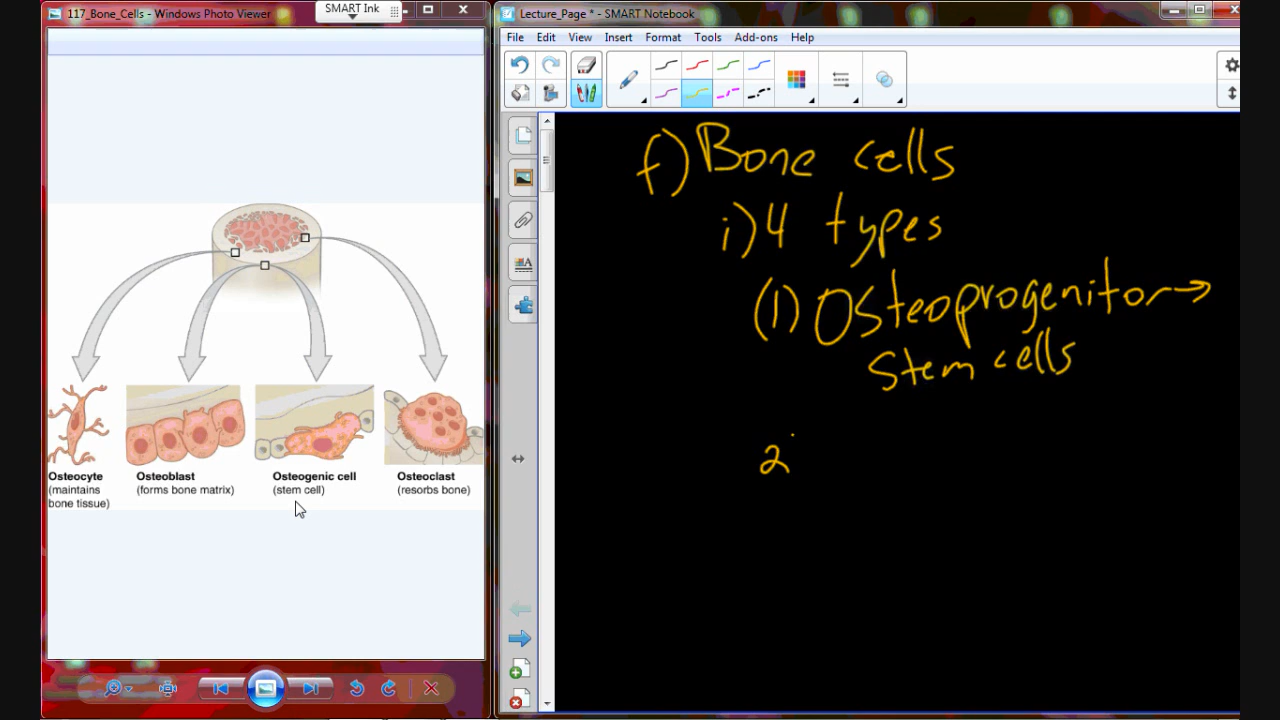 117_Bone_Cells - Windows Photo Viewer
SMART Ink
Lecture_Page * - SMART Notebook
File Edit View Insert Format Tools Add-ons Help
Osteocyte
(maintains
bone tissue)
Osteoblast
(forms bone matrix)
Osteogenic cell
(stem cell)
Osteoclast
(resorbs bone)
f) Bone cells
i) 4 types
(1) Osteoprogenitor→
Stem cells
2